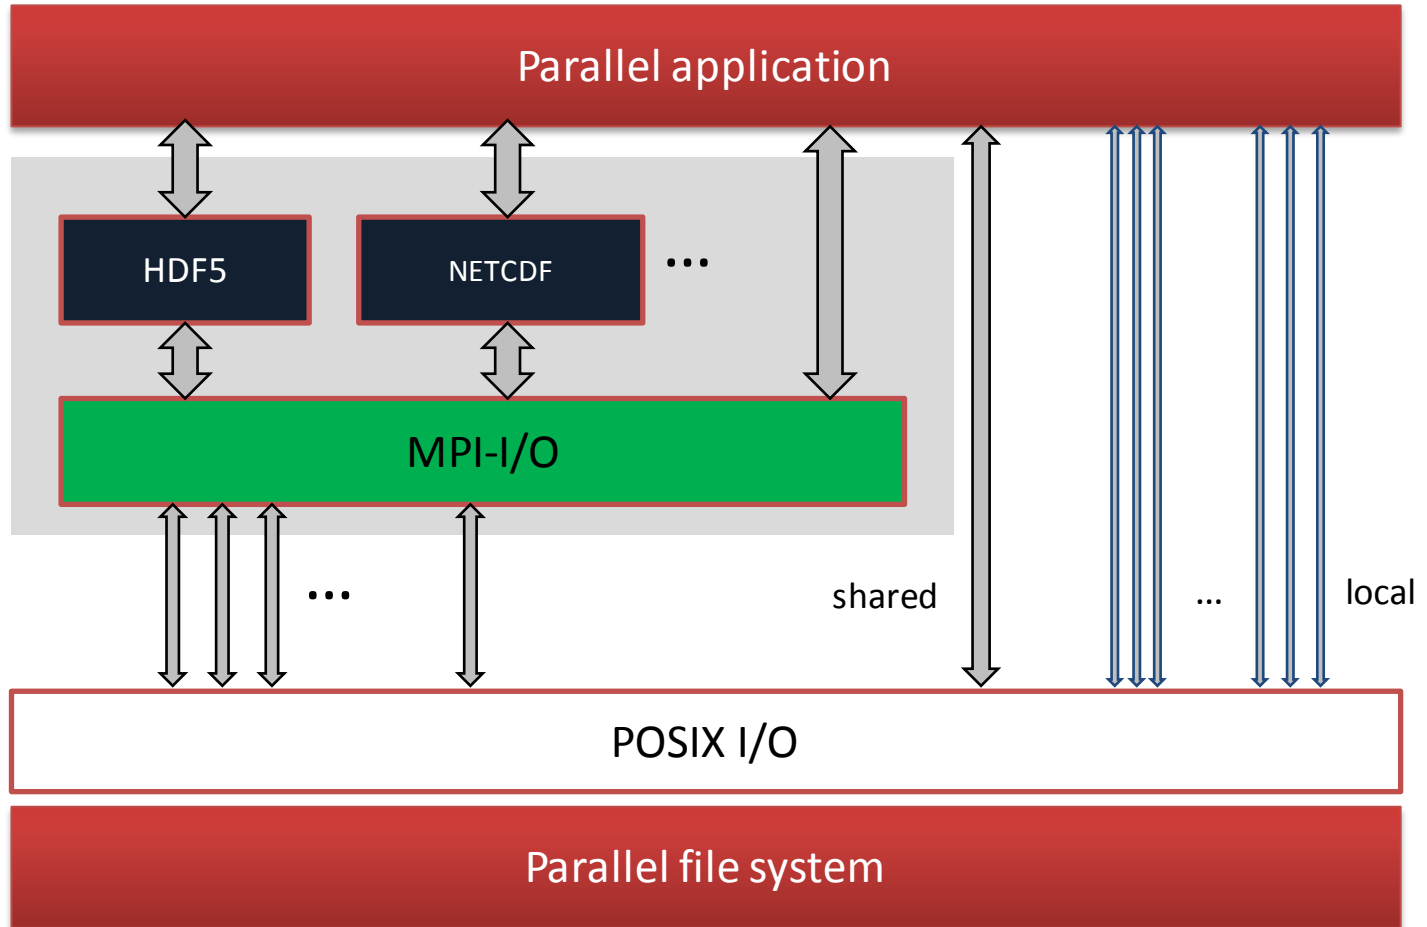 Parallel application
HDF5
NETCDF
...
MPI-I/O
...
shared
...
local
POSIX I/O
Parallel file system